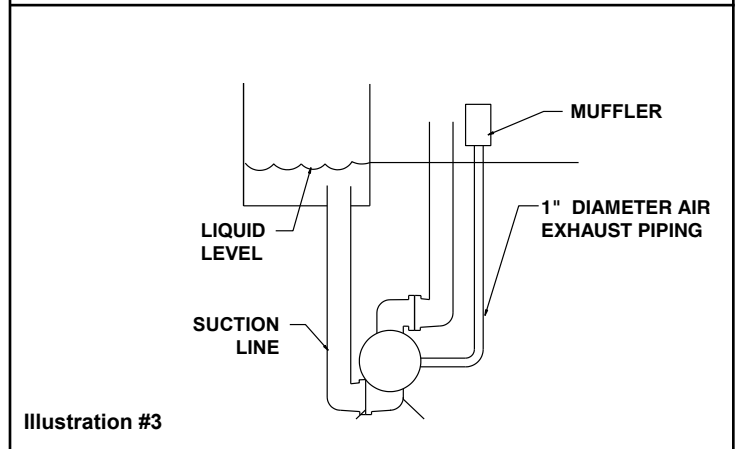 MUFFLER
1" DIAMETER AIR
EXHAUST PIPING
LIQUID
LEVEL
SUCTION
LINE
Illustration #3